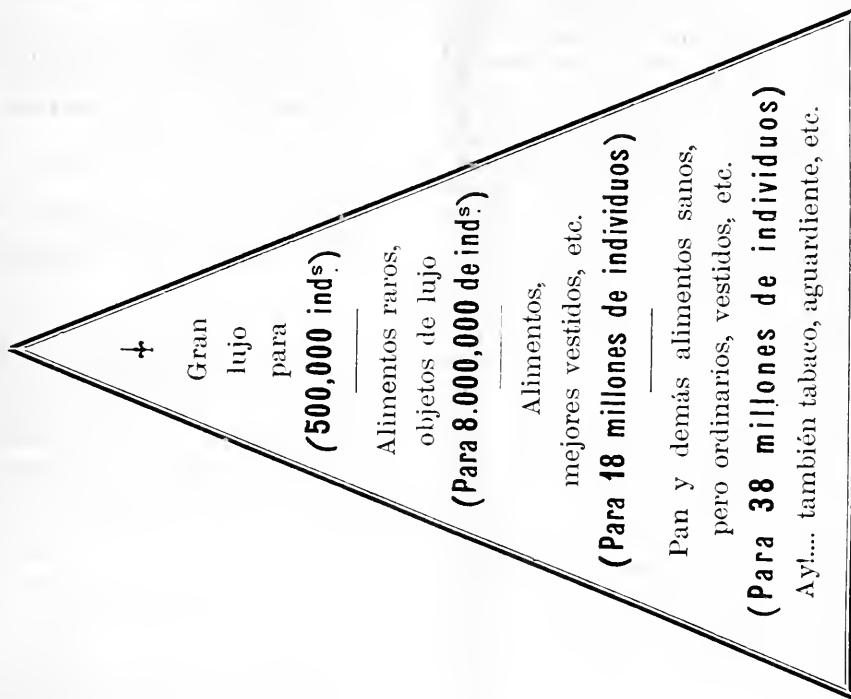 Gran
lujo
para
(500,000 indˢ.)
Alimentos raros,
objetos de lujo
(Para 8.000,000 de indˢ.)
Alimentos,
mejores vestidos, etc.
(Para 18 millones de individuos)
Pan y demás alimentos sanos,
pero ordinarios, vestidos, etc.
(Para 38 millones de individuos)
Ay!.... también tabaco, aguardiente, etc.